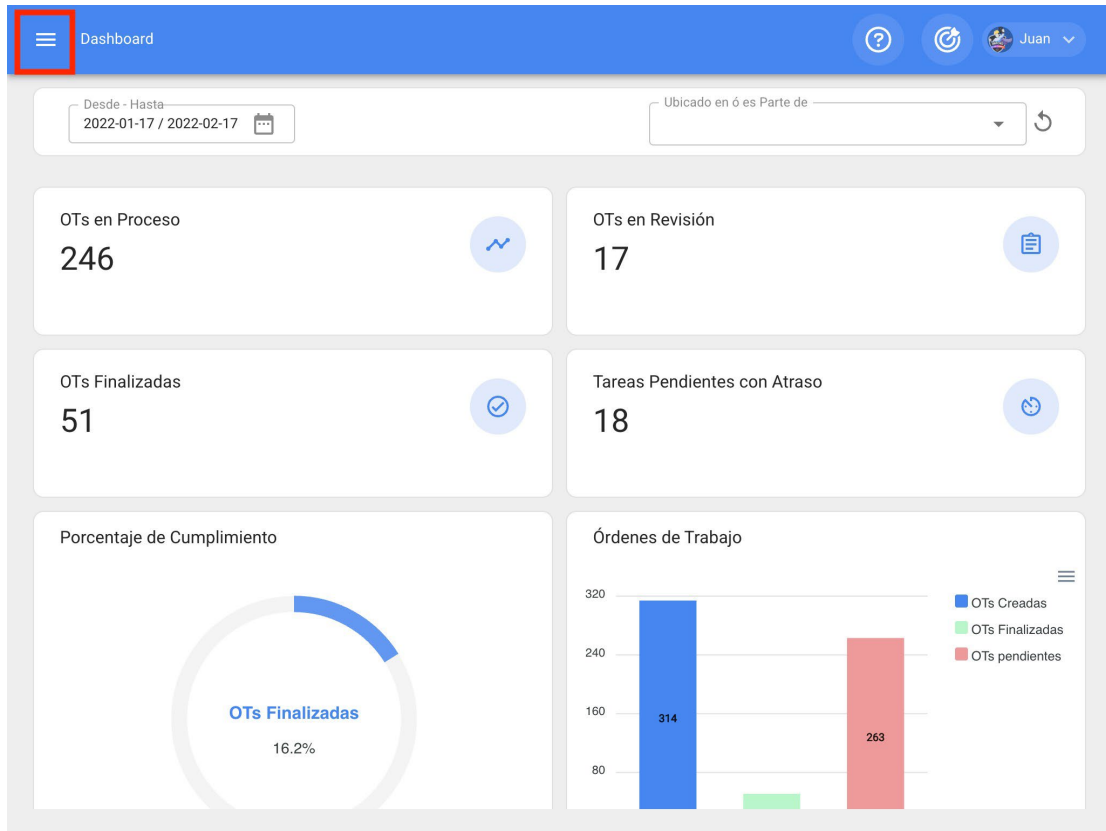 Dashboard
Juan
Desde - Hasta
2022-01-17 / 2022-02-17
Ubicado en ó es Parte de
OTs en Proceso
246
OTs en Revisión
17
OTs Finalizadas
51
Tareas Pendientes con Atraso
18
Porcentaje de Cumplimiento
OTs Finalizadas
16.2%
Órdenes de Trabajo
320
240
160
80
314
263
OTs Creadas
OTs Finalizadas
OTs pendientes